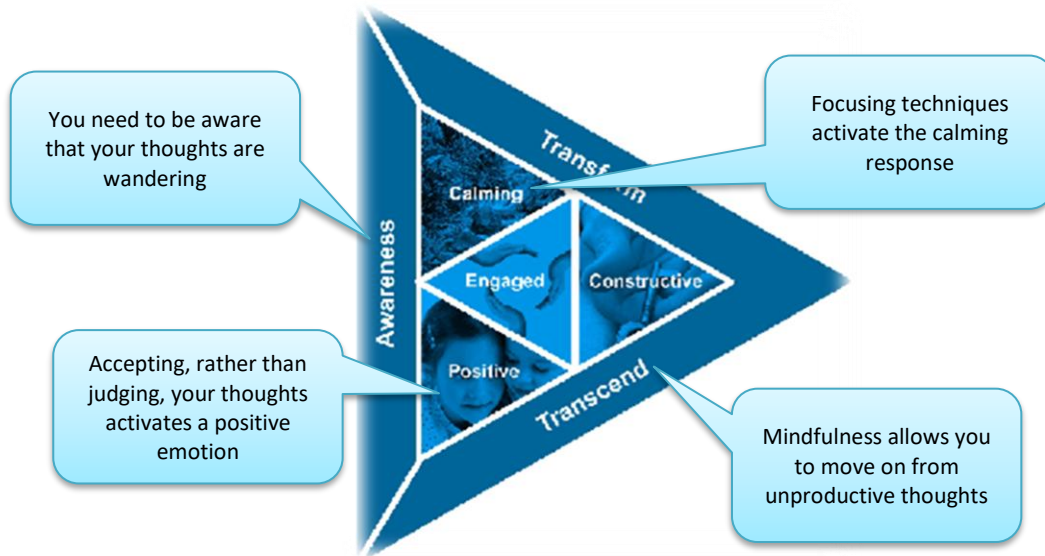 You need to be aware
that your thoughts are
wandering
Focusing techniques
activate the calming
response
Transform
Calming
Awareness
Engaged
Constructive
Positive
Transcend
Accepting, rather than
judging, your thoughts
activates a positive
emotion
Mindfulness allows you
to move on from
unproductive thoughts